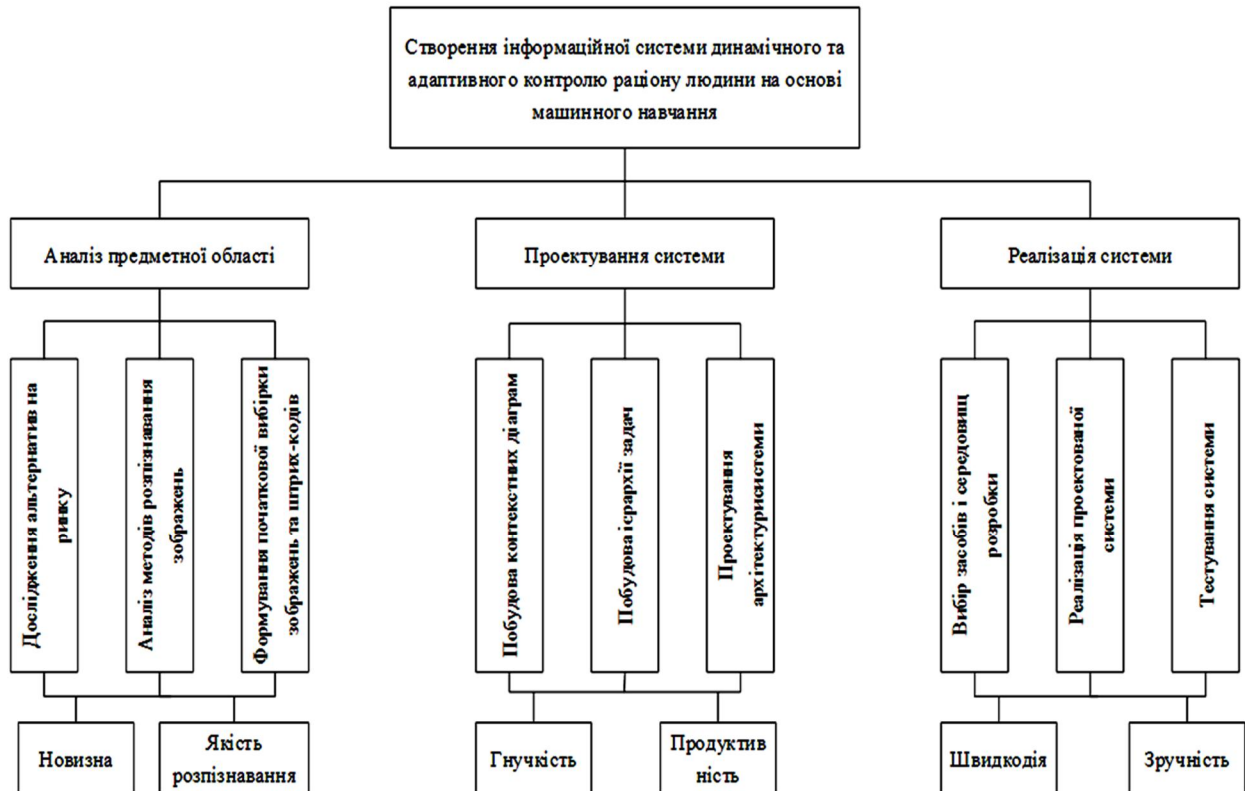 Створення інформаційної системи динамічного та
адаптивного контролю раціону людини на основі
машинного навчання
Аналіз предметної області
Проектування системи
Реалізація системи
Дослідження альтернатив на
ринку
Аналіз методів розпізнавання
зображень
Формування початкової вибірки
зображень та штрих-кодів
Побудова контекстних діаграм
Побудова ієрархії задач
Проектування
архітектурисистеми
Вибір засобів і середовищ
розробки
Реалізація проектованої
системи
Тестування системи
Новизна
Якість
розпізнавання
Гнучкість
Продуктив
ність
Швидкодія
Зручність